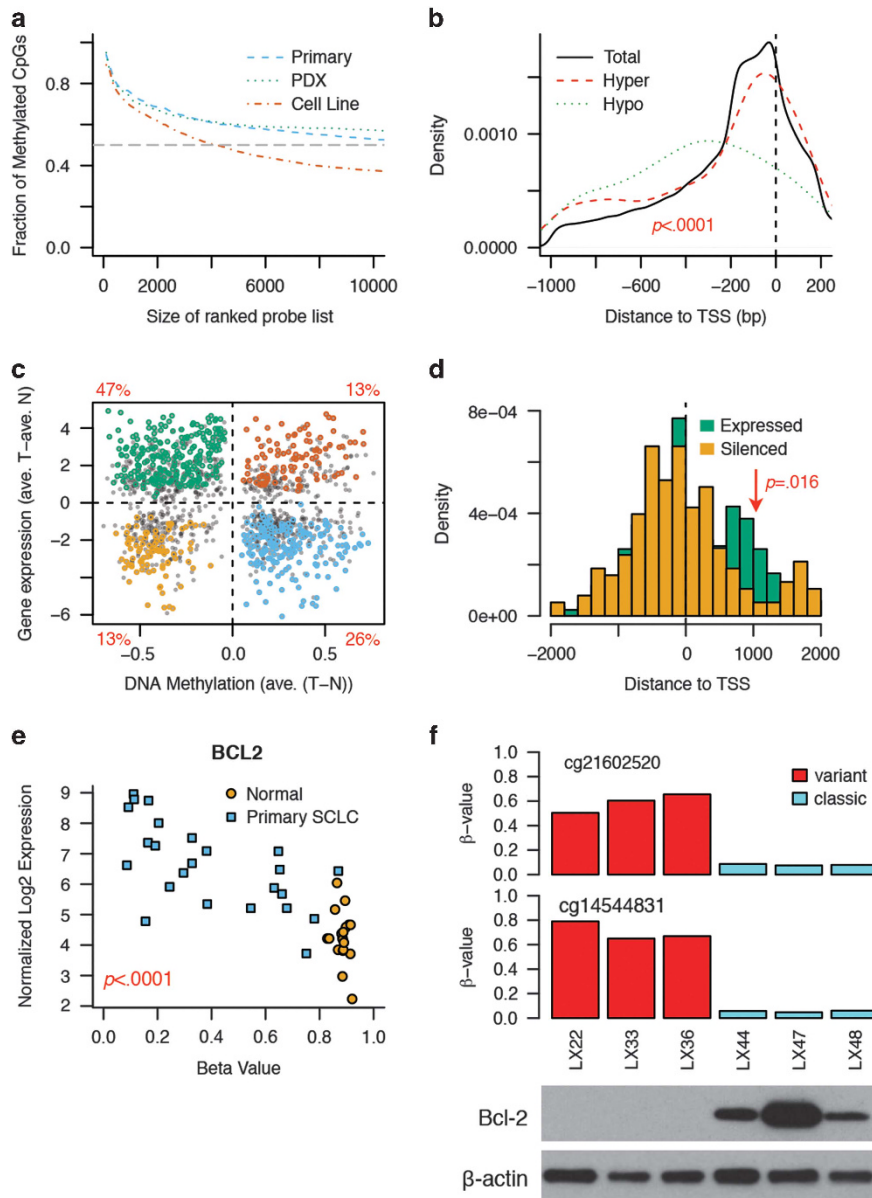 a
Fraction of Methylated CpGs
0.8
0.4
0.0
Primary
PDX
Cell Line
0 2000 6000 10000
Size of ranked probe list
b
Density
0.0010
0.0000
Total
Hyper
Hypo
p<.0001
−1000 −600 −200 0 200
Distance to TSS (bp)
c
47% 13%
Gene expression (ave. T−ave. N)
4
2
0
−2
−6
13% 26%
−0.5 0.0 0.5
DNA Methylation (ave. (T−N))
d
Density
8e−04
4e−04
0e+00
Expressed
Silenced
p=.016
−2000 0 1000 2000
Distance to TSS
e
BCL2
Normalized Log2 Expression
9
8
7
6
5
4
3
2
Normal
Primary SCLC
p<.0001
0.0 0.2 0.4 0.6 0.8 1.0
Beta Value
f
β−value
1.0
0.8
0.6
0.4
0.2
0.0
cg21602520
variant
classic
β−value
1.0
0.8
0.6
0.4
0.2
0.0
cg14544831
LX22
LX33
LX36
LX44
LX47
LX48
Bcl-2
β-actin